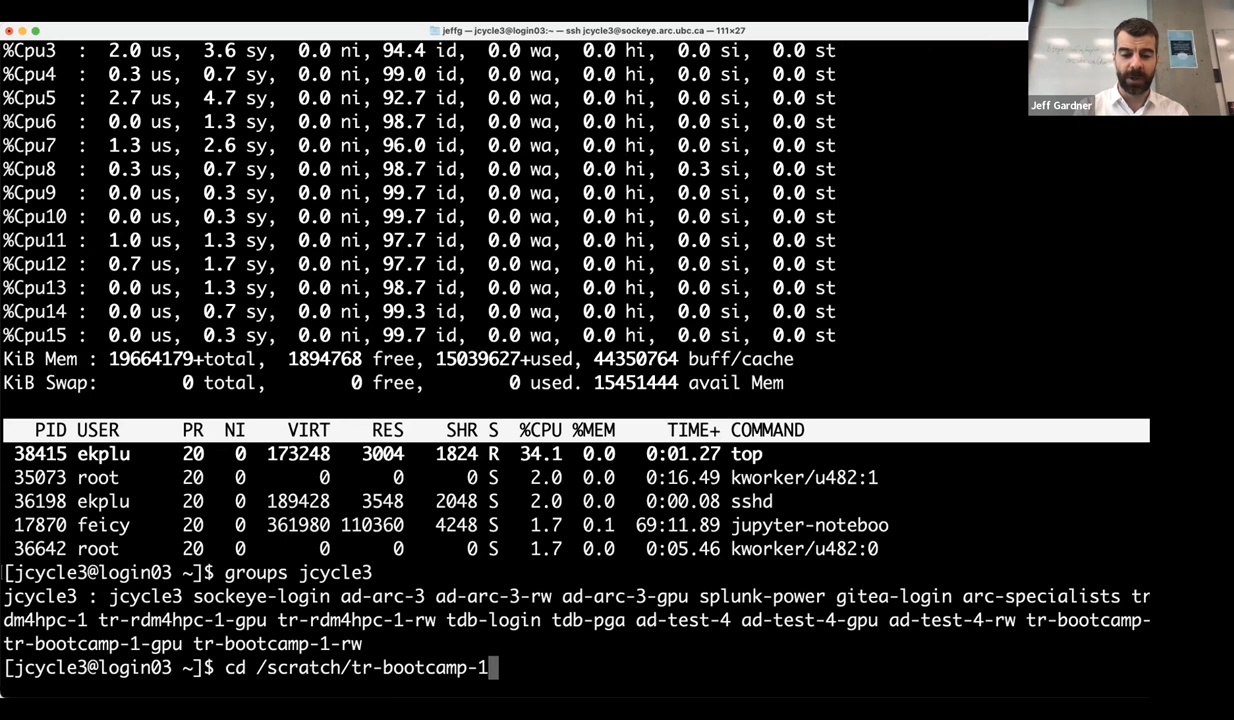 jeffg — jcycle3@login03:~ — ssh jcycle3@sockeye.arc.ubc.ca — 111×27
%Cpu3  :  2.0 us,  3.6 sy,  0.0 ni, 94.4 id,  0.0 wa,  0.0 hi,  0.0 si,  0.0 st
%Cpu4  :  0.3 us,  0.7 sy,  0.0 ni, 99.0 id,  0.0 wa,  0.0 hi,  0.0 si,  0.0 st
%Cpu5  :  2.7 us,  4.7 sy,  0.0 ni, 92.7 id,  0.0 wa,  0.0 hi,  0.0 si,  0.0 st
Jeff Gardner
%Cpu6  :  0.0 us,  1.3 sy,  0.0 ni, 98.7 id,  0.0 wa,  0.0 hi,  0.0 si,  0.0 st
%Cpu7  :  1.3 us,  2.6 sy,  0.0 ni, 96.0 id,  0.0 wa,  0.0 hi,  0.0 si,  0.0 st
%Cpu8  :  0.3 us,  0.7 sy,  0.0 ni, 98.7 id,  0.0 wa,  0.0 hi,  0.3 si,  0.0 st
%Cpu9  :  0.0 us,  0.3 sy,  0.0 ni, 99.7 id,  0.0 wa,  0.0 hi,  0.0 si,  0.0 st
%Cpu10 :  0.0 us,  0.3 sy,  0.0 ni, 99.7 id,  0.0 wa,  0.0 hi,  0.0 si,  0.0 st
%Cpu11 :  1.0 us,  1.3 sy,  0.0 ni, 97.7 id,  0.0 wa,  0.0 hi,  0.0 si,  0.0 st
%Cpu12 :  0.7 us,  1.7 sy,  0.0 ni, 97.7 id,  0.0 wa,  0.0 hi,  0.0 si,  0.0 st
%Cpu13 :  0.0 us,  1.3 sy,  0.0 ni, 98.7 id,  0.0 wa,  0.0 hi,  0.0 si,  0.0 st
%Cpu14 :  0.0 us,  0.7 sy,  0.0 ni, 99.3 id,  0.0 wa,  0.0 hi,  0.0 si,  0.0 st
%Cpu15 :  0.0 us,  0.3 sy,  0.0 ni, 99.7 id,  0.0 wa,  0.0 hi,  0.0 si,  0.0 st
KiB Mem : 19664179+total,  1894768 free, 15039627+used, 44350764 buff/cache
KiB Swap:        0 total,        0 free,        0 used. 15451444 avail Mem
PID USER      PR  NI    VIRT    RES    SHR S  %CPU %MEM     TIME+ COMMAND
38415 ekplu     20   0  173248   3004   1824 R  34.1  0.0   0:01.27 top
35073 root      20   0       0      0      0 S   2.0  0.0   0:16.49 kworker/u482:1
36198 ekplu     20   0  189428   3548   2048 S   2.0  0.0   0:00.08 sshd
17870 feicy     20   0  361980 110360   4248 S   1.7  0.1  69:11.89 jupyter-noteboo
36642 root      20   0       0      0      0 S   1.7  0.0   0:05.46 kworker/u482:0
[jcycle3@login03 ~]$ groups jcycle3
jcycle3 : jcycle3 sockeye-login ad-arc-3 ad-arc-3-rw ad-arc-3-gpu splunk-power gitea-login arc-specialists tr
dm4hpc-1 tr-rdm4hpc-1-gpu tr-rdm4hpc-1-rw tdb-login tdb-pga ad-test-4 ad-test-4-gpu ad-test-4-rw tr-bootcamp-
tr-bootcamp-1-gpu tr-bootcamp-1-rw
[jcycle3@login03 ~]$ cd /scratch/tr-bootcamp-1